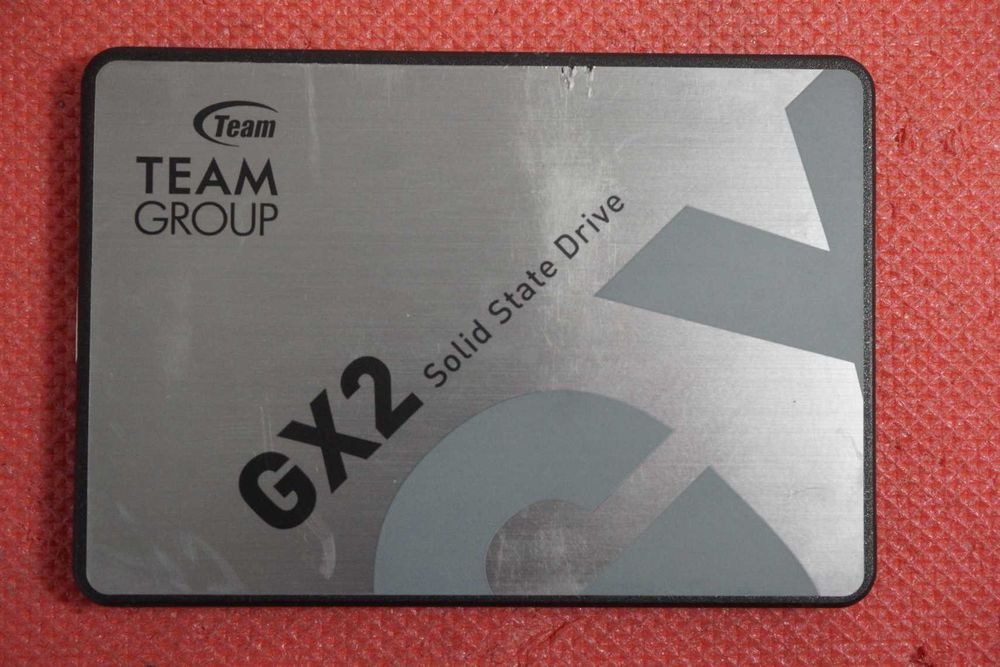 Team
TEAM
GROUP
GX2 Solid State Drive